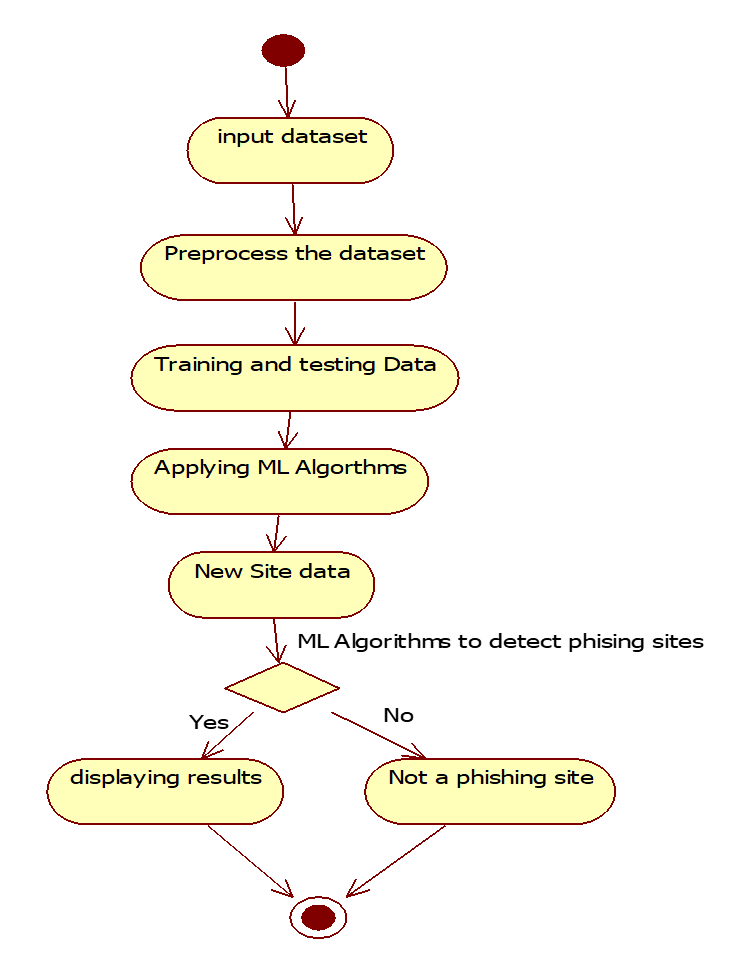 input dataset
Preprocess the dataset
Training and testing Data
Applying ML Algorthms
New Site data
ML Algorithms to detect phising sites
Yes
No
displaying results
Not a phishing site